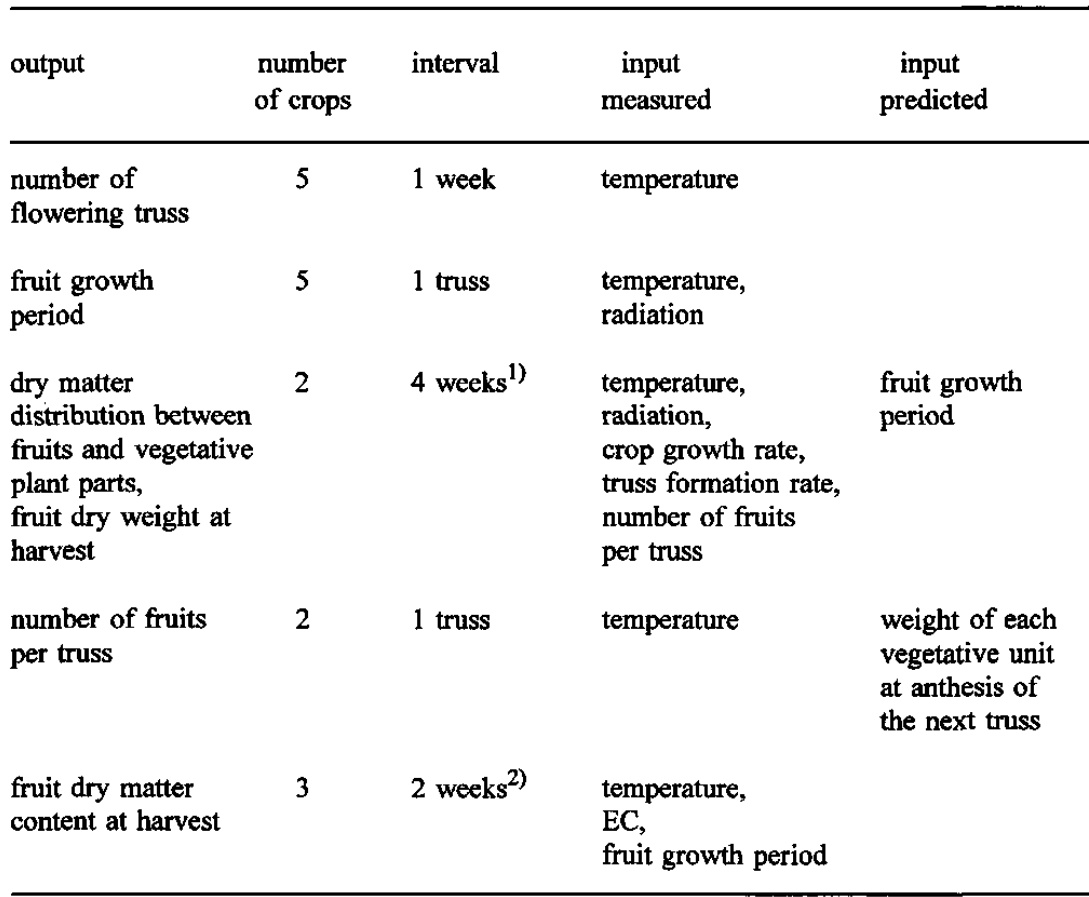 output number interval input input
of crops measured predicted
number of 5 1 week temperature
flowering truss
fruit growth 5 1 truss temperature,
period radiation
dry matter 2 4 weeks1) temperature, fruit growth
distribution between radiation, period
fruits and vegetative crop growth rate,
plant parts, truss formation rate,
fruit dry weight at number of fruits
harvest per truss
number of fruits 2 1 truss temperature weight of each
per truss vegetative unit
at anthesis of
the next truss
fruit dry matter 3 2 weeks2) temperature,
content at harvest EC,
fruit growth period